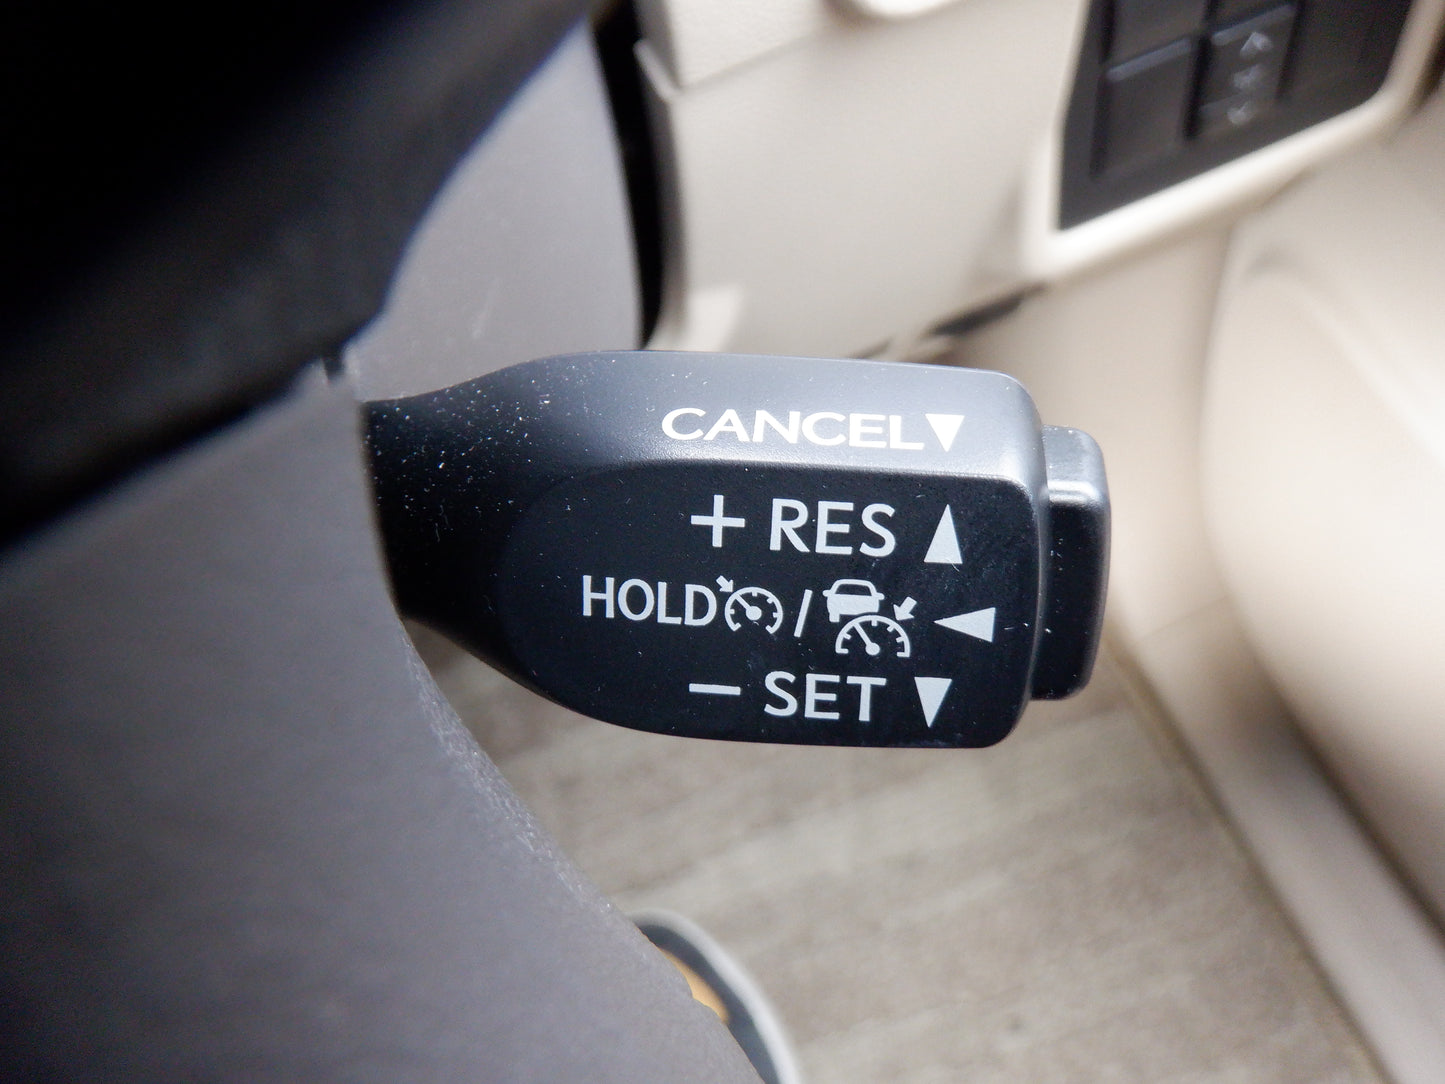 CANCEL▼
+ RES ▲
HOLD / ◀
− SET ▼